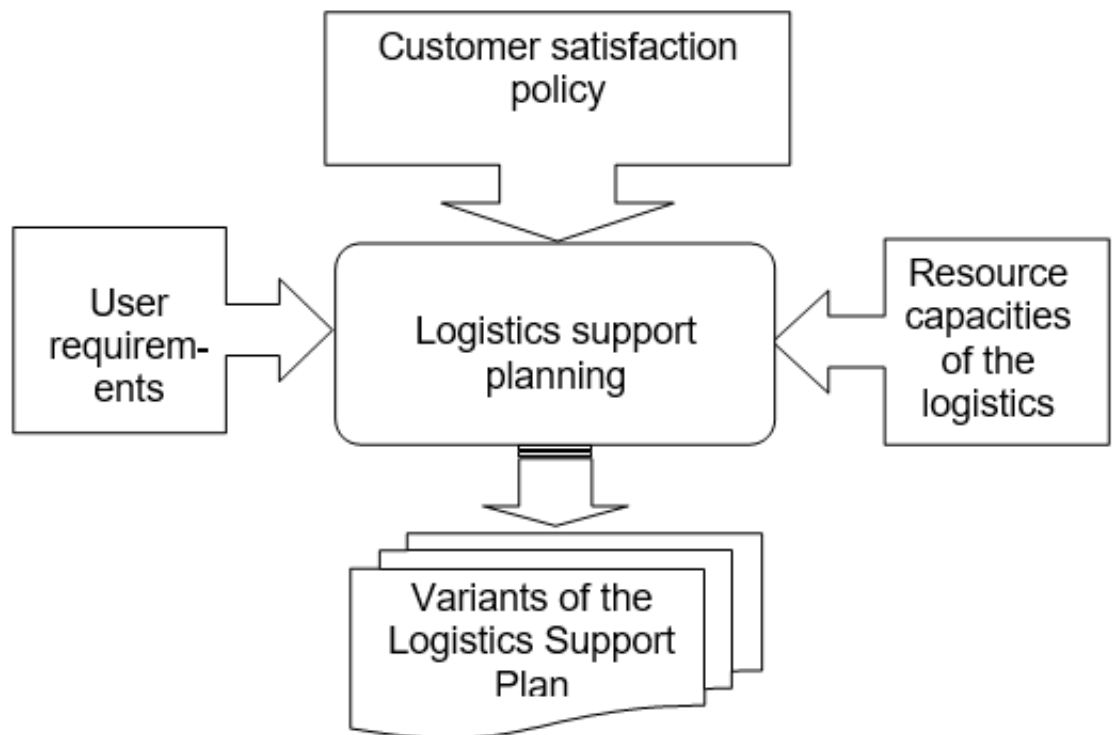 Customer satisfaction
policy
User
requirem-
ents
Logistics support
planning
Resource
capacities
of the
logistics
Variants of the
Logistics Support
Plan